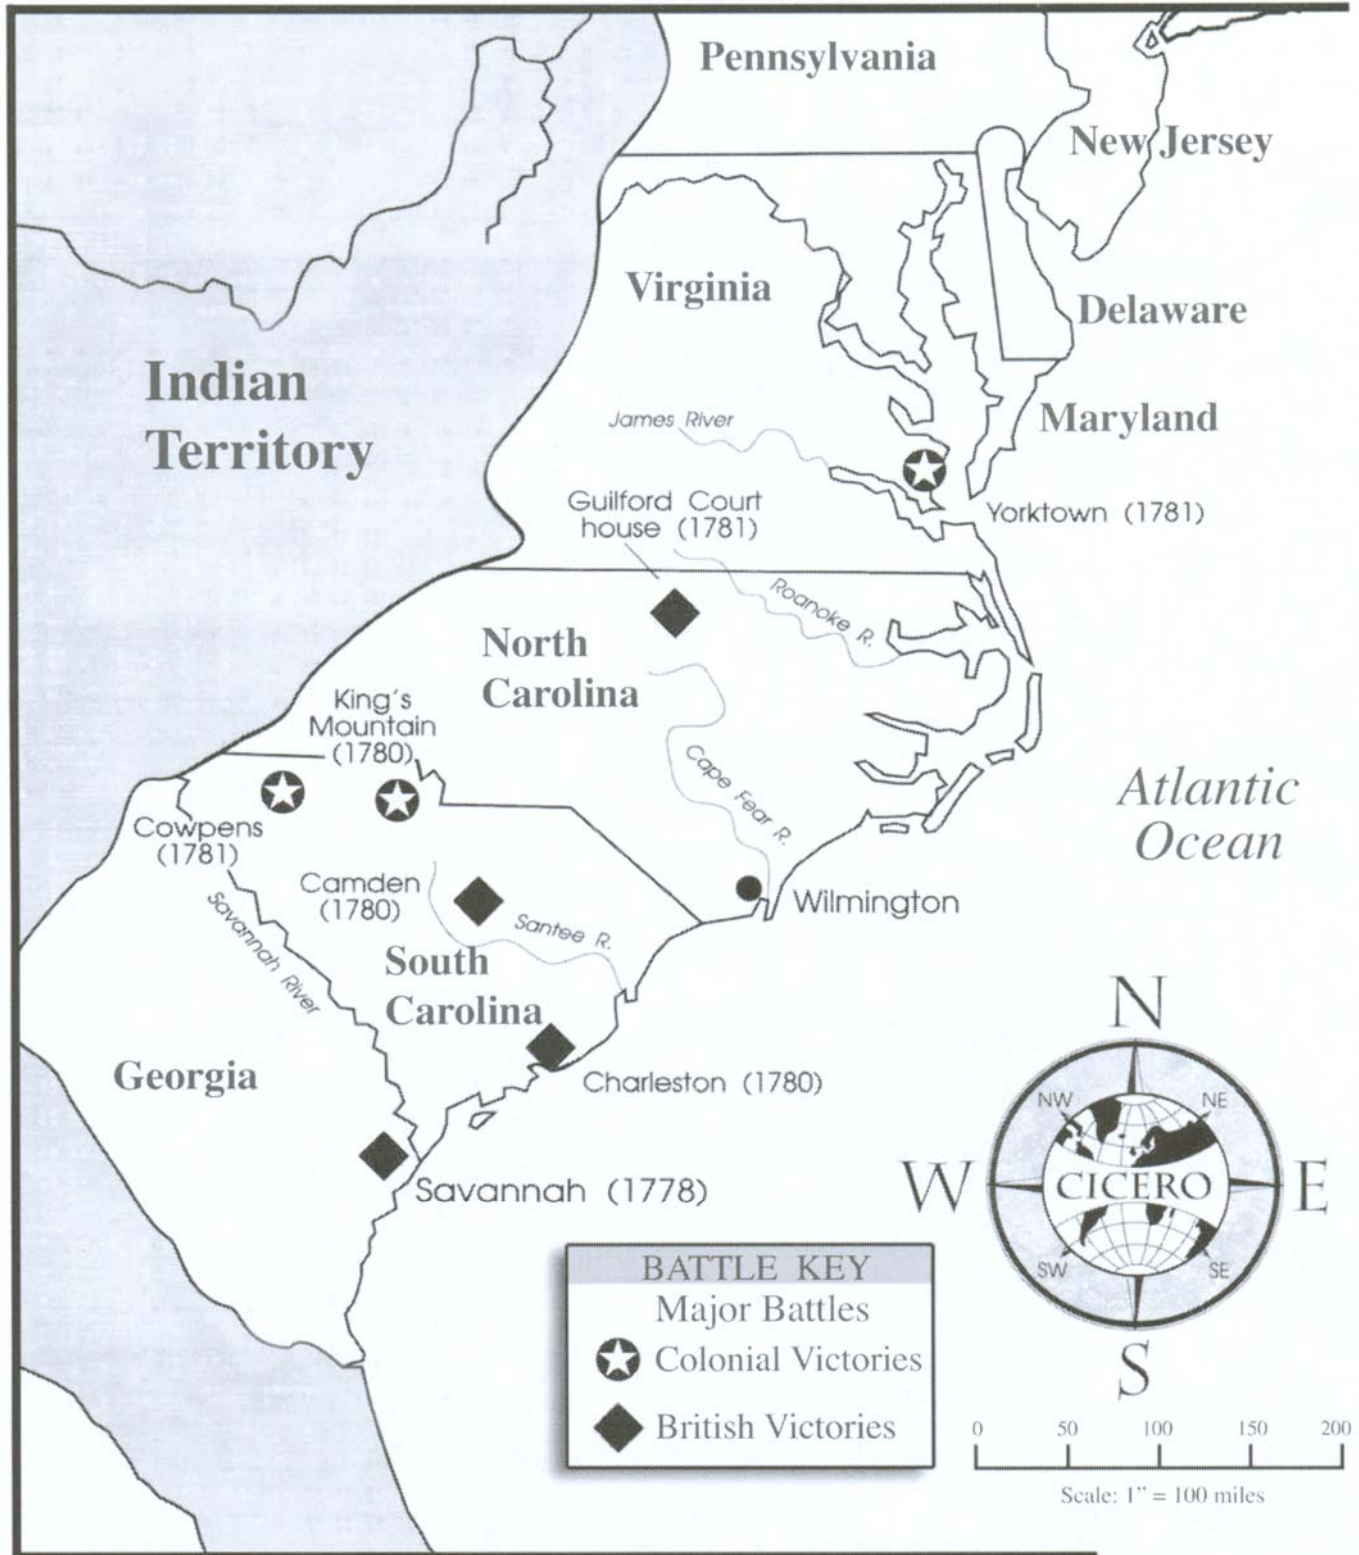 Pennsylvania
New Jersey
Virginia
Delaware
Indian
Territory
Maryland
James River
Guilford Court
house (1781)
Yorktown (1781)
Roanoke R.
North
Carolina
King's
Mountain
(1780)
Cape Fear R.
Atlantic
Ocean
Cowpens
(1781)
Camden
(1780)
Wilmington
Savannah River
Santee R.
South
Carolina
Georgia
Charleston (1780)
Savannah (1778)
N
NW
NE
W
CICERO
E
SW
SE
S
BATTLE KEY
Major Battles
Colonial Victories
British Victories
0 50 100 150 200
Scale: 1" = 100 miles